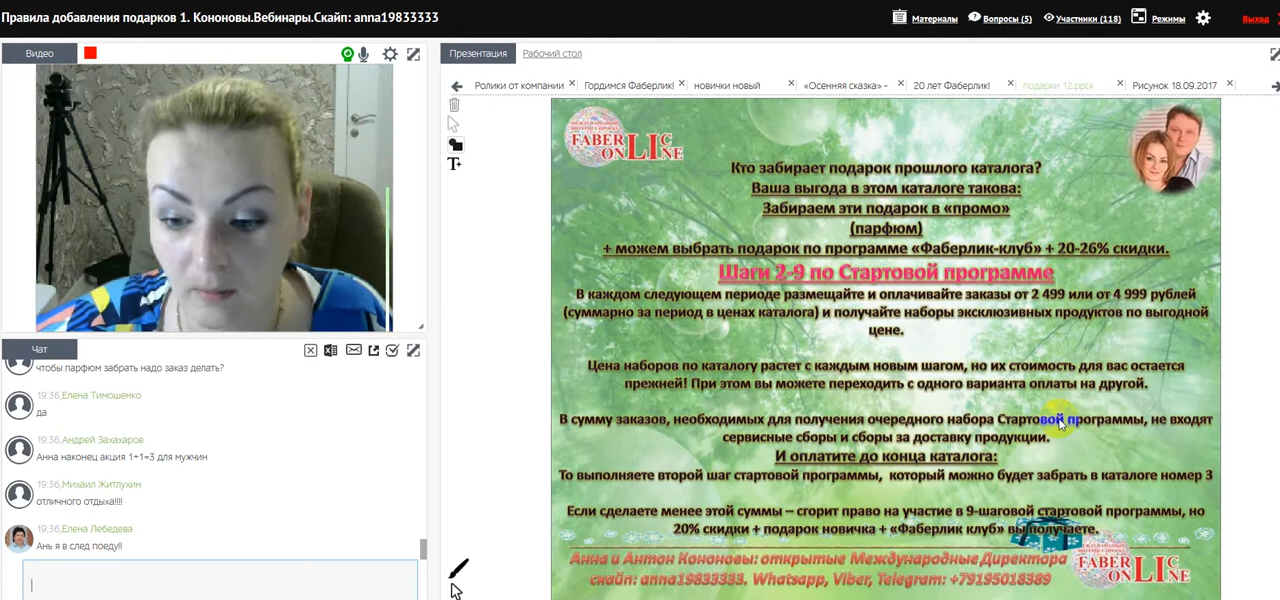 Правила добавления подарков 1. Кононовы.Вебинары.Скайп: anna19833333
Материалы
Вопросы (5)
Участники (118)
Режимы
Выход
Видео
Презентация
Рабочий стол
Ролики от компании
Гордимся Фаберлик!
новички новый
«Осенняя сказка» -
20 лет Фаберлик!
подарки 12.pptx
Рисунок 18.09.2017
FABERLIC
ONLINE
Кто забирает подарок прошлого каталога?
Ваша выгода в этом каталоге такова:
Забираем эти подарок в «промо»
(парфюм)
+ можем выбрать подарок по программе «Фаберлик-клуб» + 20-26% скидки.
Шаги 2-9 по Стартовой программе
В каждом следующем периоде размещайте и оплачивайте заказы от 2 499 или от 4 999 рублей
(суммарно за период в ценах каталога) и получайте наборы эксклюзивных продуктов по выгодной
цене.
Цена наборов по каталогу растет с каждым новым шагом, но их стоимость для вас остается
прежней! При этом вы можете переходить с одного варианта оплаты на другой.
В сумму заказов, необходимых для получения очередного набора Стартовой программы, не входят
сервисные сборы и сборы за доставку продукции.
И оплатите до конца каталога:
То выполняете второй шаг стартовой программы, который можно будет забрать в каталоге номер 3
Если сделаете менее этой суммы – сгорит право на участие в 9-шаговой стартовой программы, но
20% скидки + подарок новичка + «Фаберлик клуб» вы получаете.
Анна и Антон Кононовы: открытые Международные Директора
скайп: anna19833333. Whatsapp, Viber, Telegram: +79195018389
FABERLIC
ONLINE
Чат
чтобы парфюм забрать надо заказ делать?
19:36,Елена Тимошенко
да
19:36,Андрей Захахаров
Анна наконец акция 1+1=3 для мужчин
19:36,Михаил Житлухин
отличного отдыха!!!!
19:36,Елена Лебедева
Ань я в след поеду!!